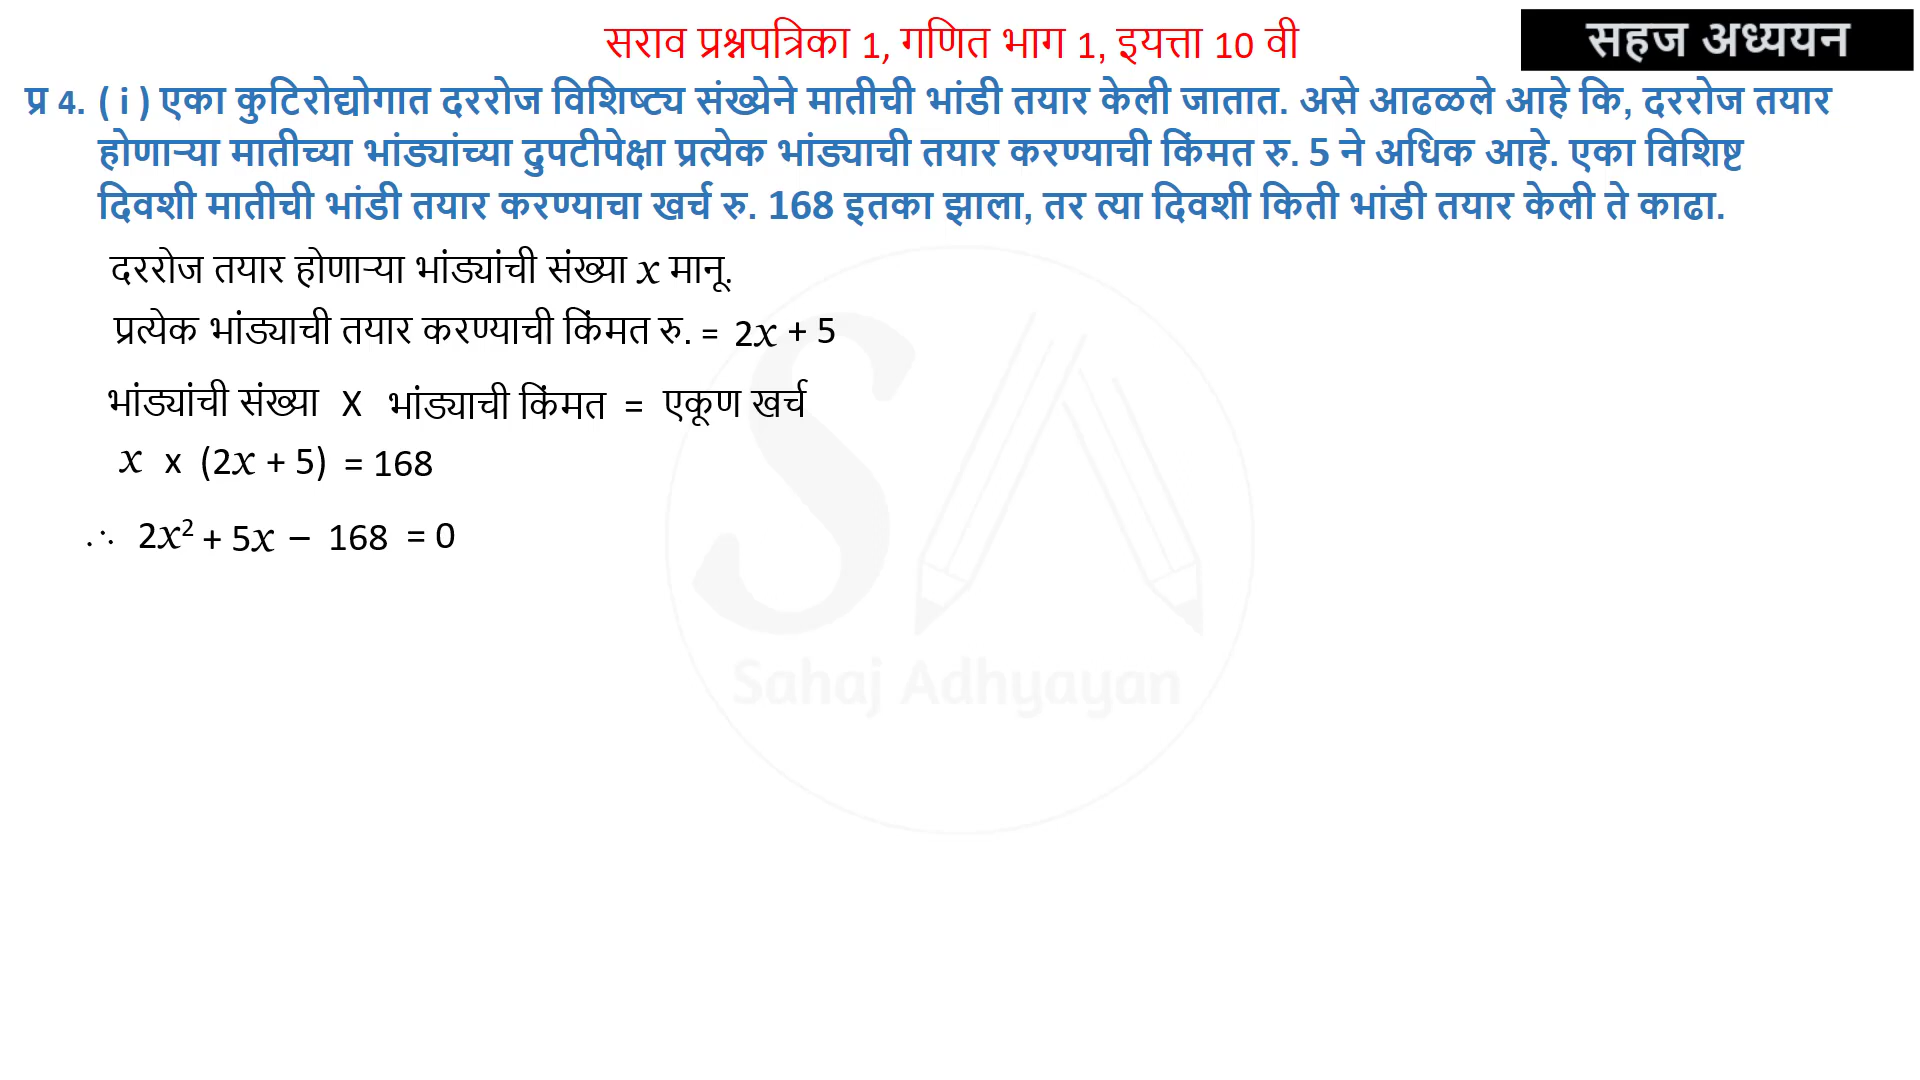 सराव प्रश्नपत्रिका 1, गणित भाग 1, इयत्ता 10 वी
सहज अध्ययन
प्र 4. ( i ) एका कुटिरोद्योगात दररोज विशिष्ट्य संख्येने मातीची भांडी तयार केली जातात. असे आढळले आहे कि, दररोज तयार
होणाऱ्या मातीच्या भांड्यांच्या दुपटीपेक्षा प्रत्येक भांड्याची तयार करण्याची किंमत रु. 5 ने अधिक आहे. एका विशिष्ट
दिवशी मातीची भांडी तयार करण्याचा खर्च रु. 168 इतका झाला, तर त्या दिवशी किती भांडी तयार केली ते काढा.
दररोज तयार होणाऱ्या भांड्यांची संख्या x मानू.
प्रत्येक भांड्याची तयार करण्याची किंमत रु. = 2x + 5
भांड्यांची संख्या X भांड्याची किंमत = एकूण खर्च
x x (2x + 5) = 168
∴ 2x² + 5x – 168 = 0
Sahaj Adhyayan